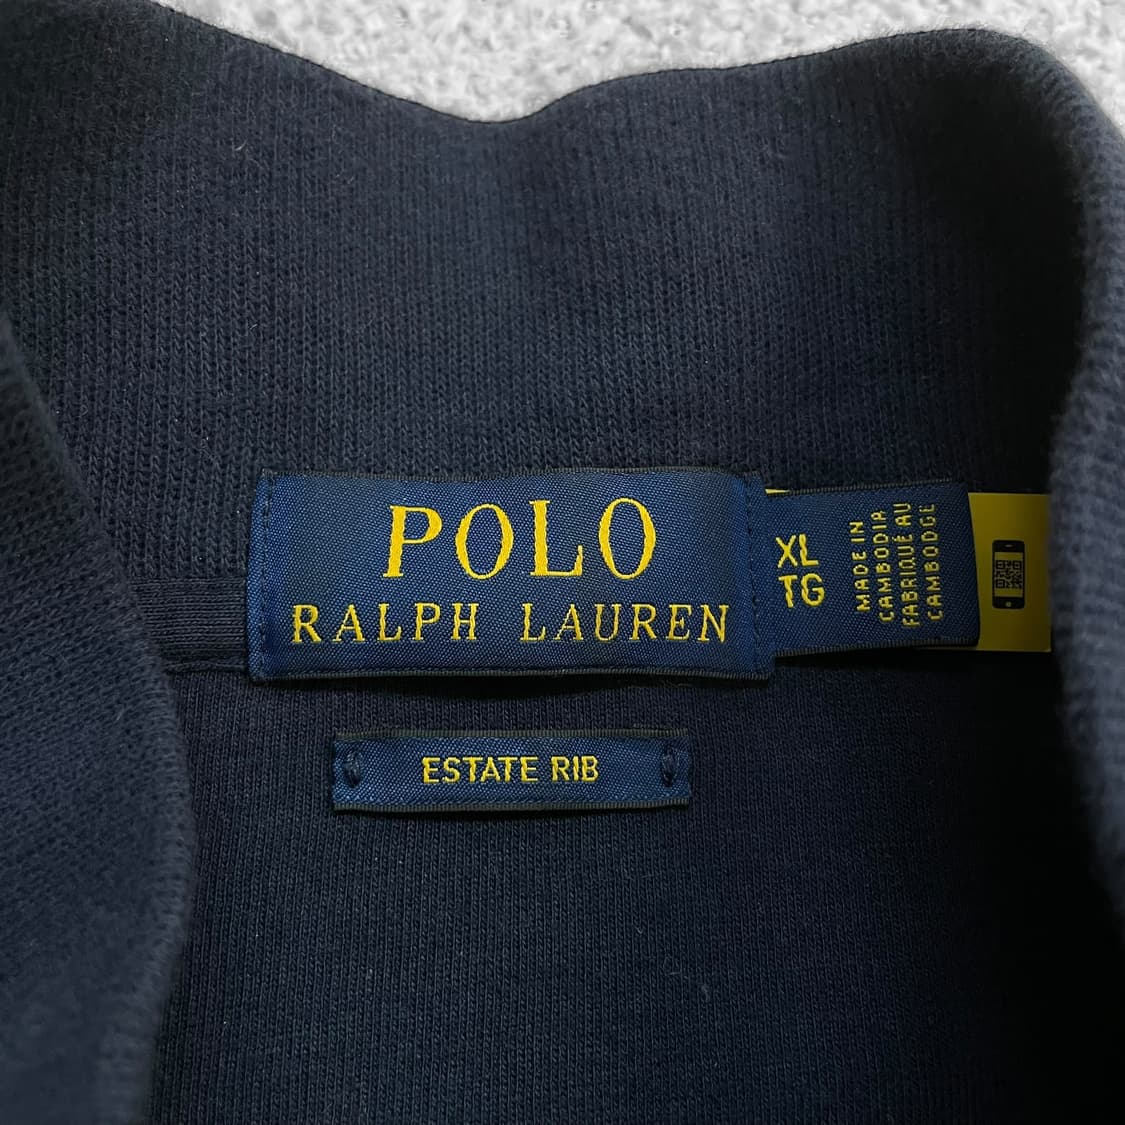 POLO
RALPH LAUREN
XL
TG
MADE IN
CAMBODIA
FABRIQUÉ AU
CAMBODGE
ESTATE RIB